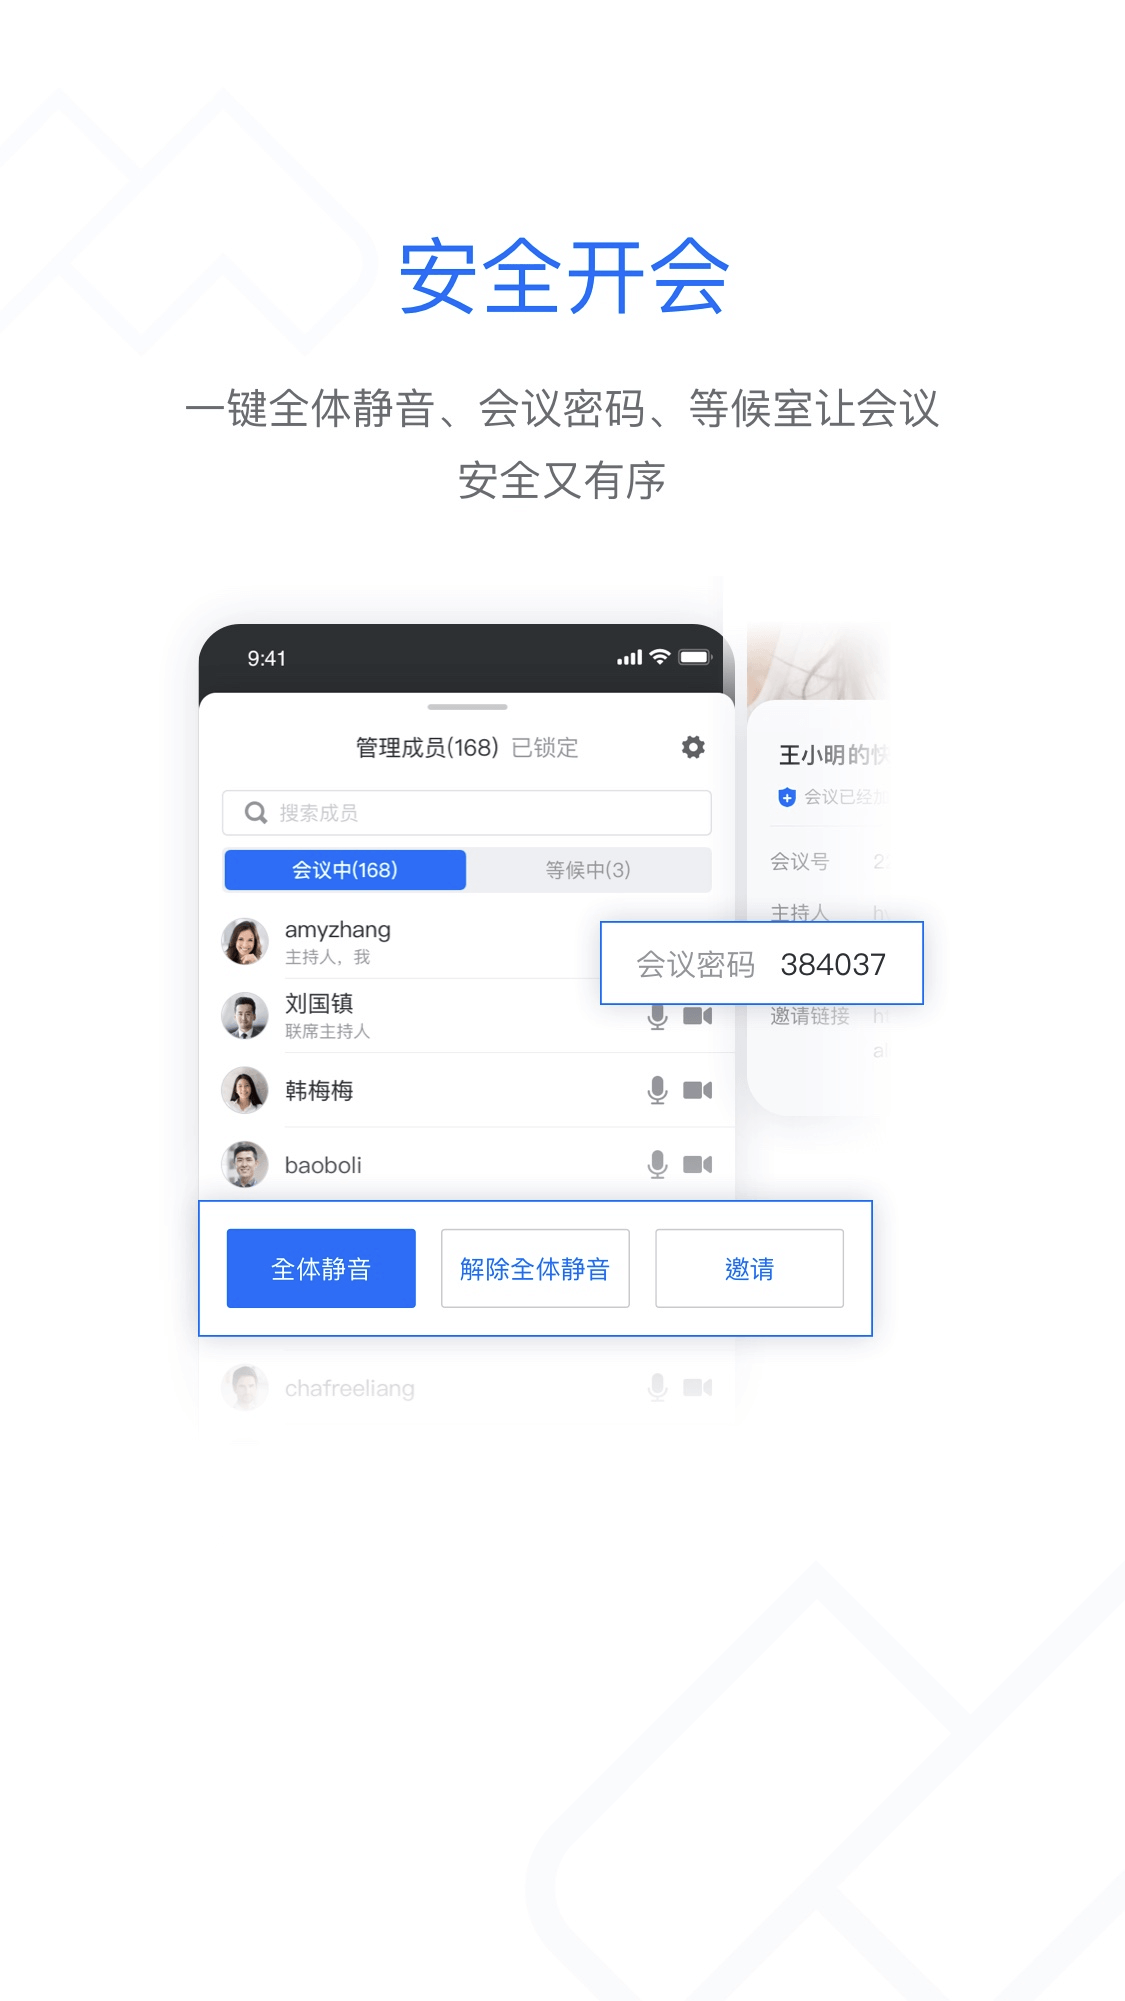 安全开会
一键全体静音、会议密码、等候室让会议
安全又有序
9:41
管理成员(168) 已锁定
搜索成员
会议中(168) 等候中(3)
amyzhang
主持人，我
刘国镇
联席主持人
韩梅梅
baoboli
王小明的快
会议已经加
会议号 2
主持人
会议密码 384037
邀请链接
全体静音 解除全体静音 邀请
chafreeliang